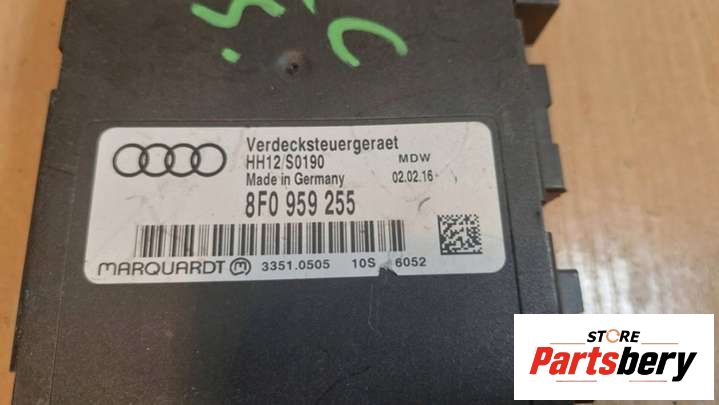 Verdecksteuergeraet
HH12/S0190 MDW
Made in Germany 02.02.16
8F0 959 255
MARQUARDT M 3351.0505 10S 6052
STORE
Partsbery